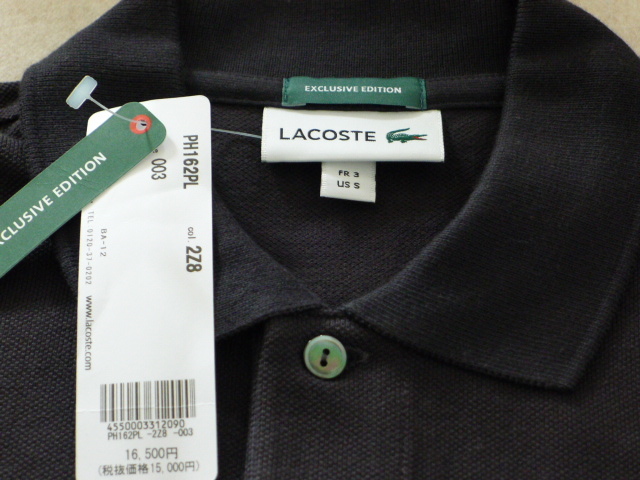 EXCLUSIVE EDITION
LACOSTE
FR 3
US S
CLUSIVE EDITION
PH162PL
003
col. 2Z8
BA-12
TEL 0120-37-0202
www.lacoste.com
4550003312090
PH162PL -2Z8 -003
16,500円
(税抜価格15,000円)